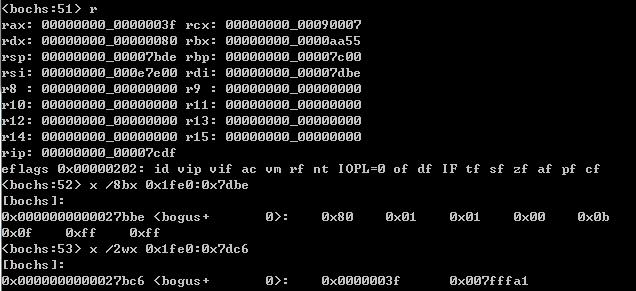 <bochs:51> r
rax: 00000000_0000003f rcx: 00000000_00090007
rdx: 00000000_00000080 rbx: 00000000_0000aa55
rsp: 00000000_00007bde rbp: 00000000_00007c00
rsi: 00000000_000e7e00 rdi: 00000000_00007dbe
r8 : 00000000_00000000 r9 : 00000000_00000000
r10: 00000000_00000000 r11: 00000000_00000000
r12: 00000000_00000000 r13: 00000000_00000000
r14: 00000000_00000000 r15: 00000000_00000000
rip: 00000000_00007cdf
eflags 0x00000202: id vip vif ac vm rf nt IOPL=0 of df IF tf sf zf af pf cf
<bochs:52> x /8bx 0x1fe0:0x7dbe
[bochs]:
0x0000000000027bbe <bogus+       0>:    0x80    0x01    0x01    0x00    0x0b
0x0f    0xff    0xff
<bochs:53> x /2wx 0x1fe0:0x7dc6
[bochs]:
0x0000000000027bc6 <bogus+       0>:    0x0000003f      0x007fffa1